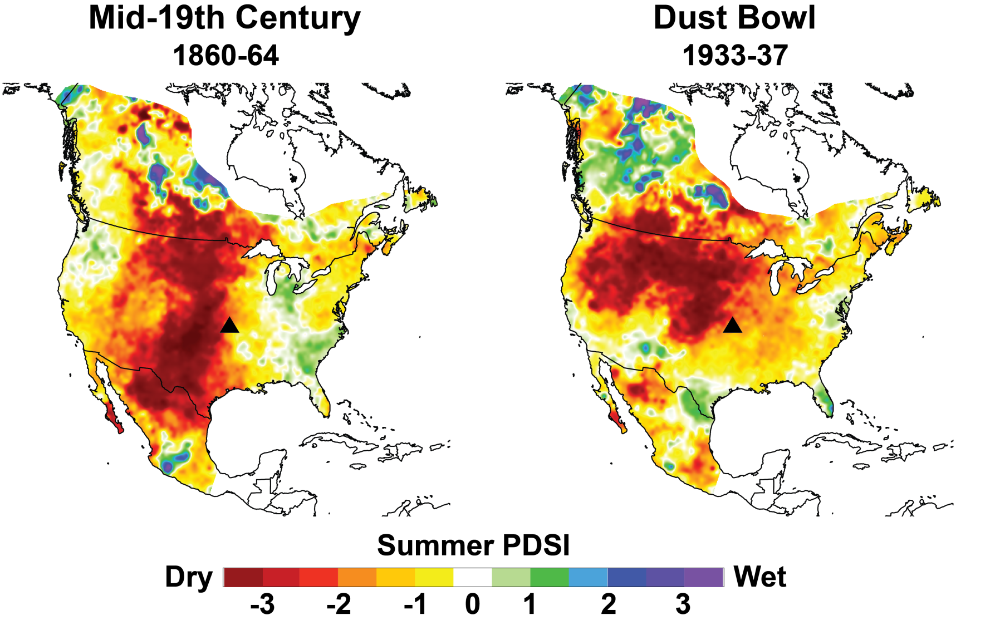 Mid-19th Century
1860-64
Dust Bowl
1933-37
Summer PDSI
Dry
Wet
-3 -2 -1 0 1 2 3